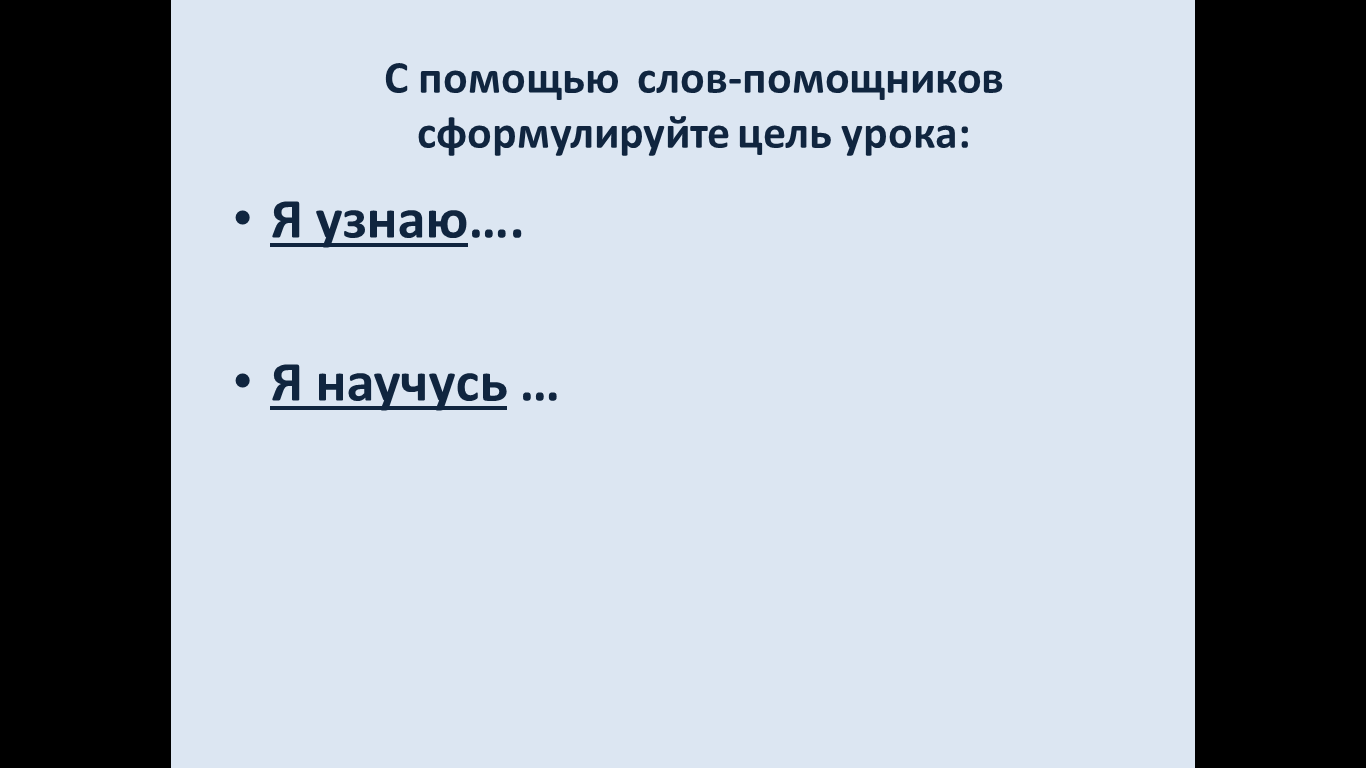 С помощью  слов-помощников
сформулируйте цель урока:
• Я узнаю….
• Я научусь …